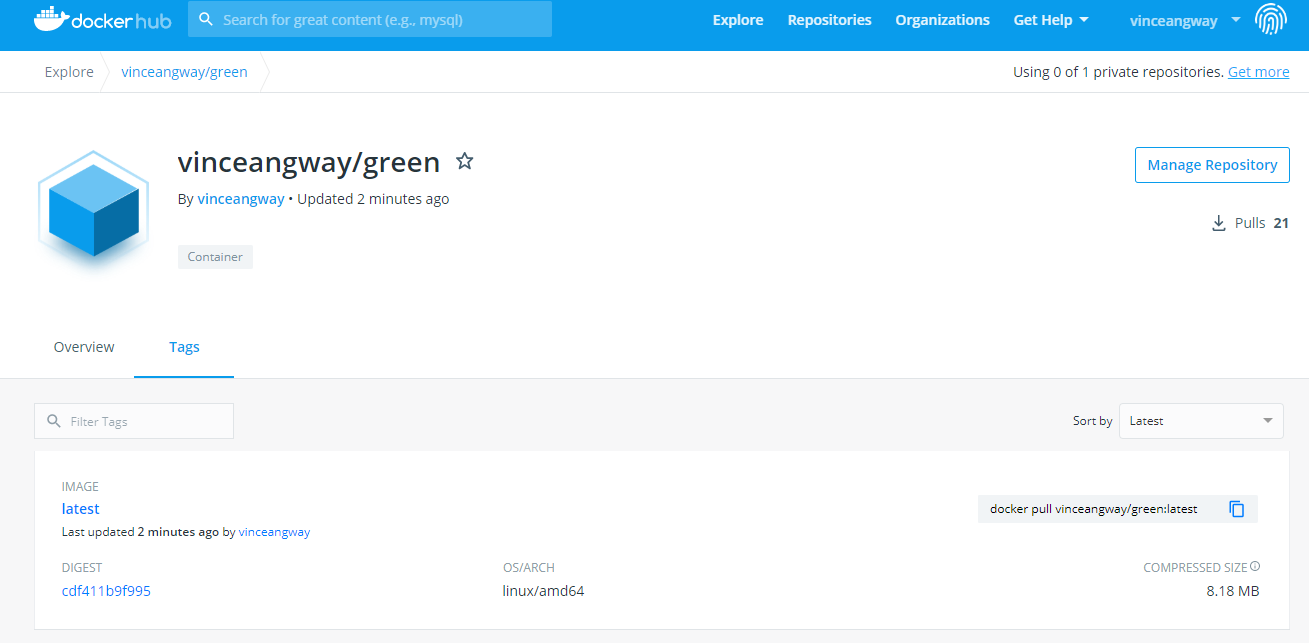 docker hub
Search for great content (e.g., mysql)
Explore
Repositories
Organizations
Get Help
vinceangway
Explore
vinceangway/green
Using 0 of 1 private repositories. Get more
vinceangway/green
By vinceangway • Updated 2 minutes ago
Container
Manage Repository
Pulls 21
Overview
Tags
Filter Tags
Sort by
Latest
IMAGE
latest
Last updated 2 minutes ago by vinceangway
docker pull vinceangway/green:latest
DIGEST
cdf411b9f995
OS/ARCH
linux/amd64
COMPRESSED SIZE
8.18 MB